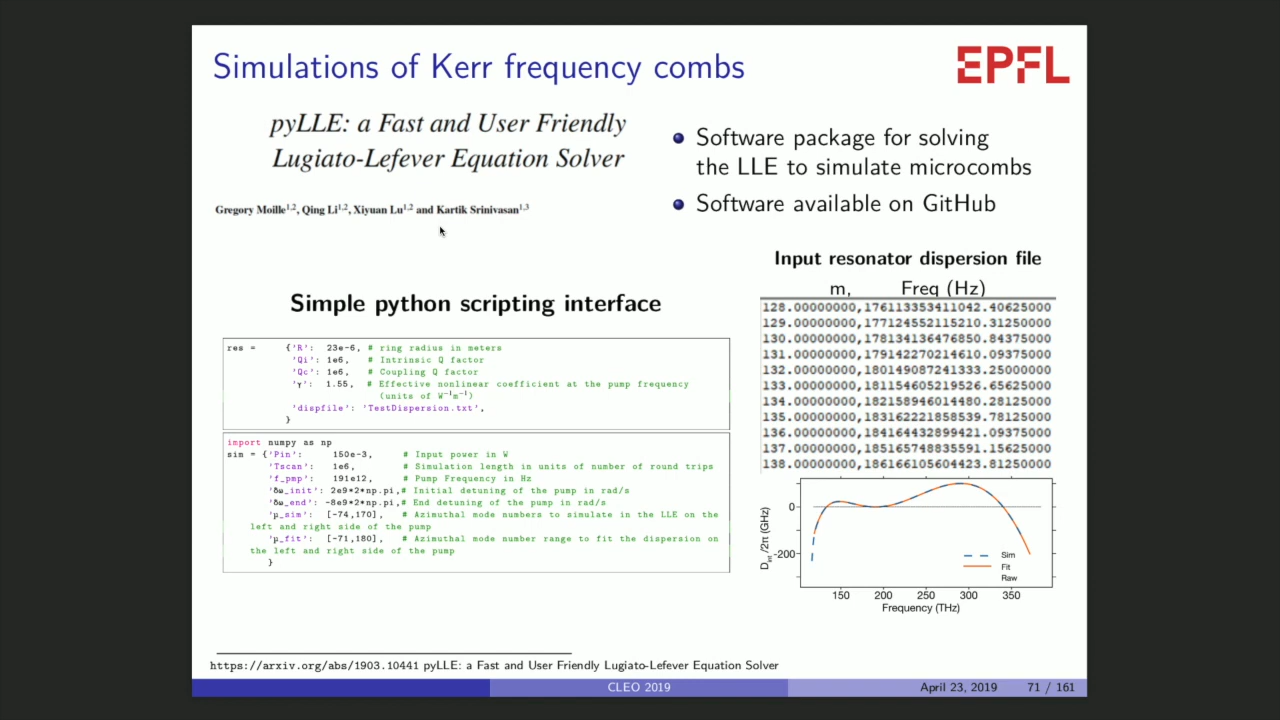 Simulations of Kerr frequency combs
EPFL
pyLLE: a Fast and User Friendly
Lugiato-Lefever Equation Solver
Gregory Moille1,2, Qing Li1,2, Xiyuan Lu1,2 and Kartik Srinivasan1,3
Software package for solving
the LLE to simulate microcombs
Software available on GitHub
Simple python scripting interface
res = {'R': 23e-6, # ring radius in meters
'Qi': 1e6, # Intrinsic Q factor
'Qc': 1e6, # Coupling Q factor
'γ': 1.55, # Effective nonlinear coefficient at the pump frequency
(units of W⁻¹m⁻¹)
'dispfile': 'TestDispersion.txt',
}
import numpy as np
sim = {'Pin': 150e-3, # Input power in W
'Tscan': 1e6, # Simulation length in units of number of round trips
'f_pmp': 191e12, # Pump Frequency in Hz
'δω_init': 2e9*2*np.pi,# Initial detuning of the pump in rad/s
'δω_end': -8e9*2*np.pi,# End detuning of the pump in rad/s
'μ_sim': [-74,170], # Azimuthal mode numbers to simulate in the LLE on the
left and right side of the pump
'μ_fit': [-71,180], # Azimuthal mode number range to fit the dispersion on
the left and right side of the pump
}
Input resonator dispersion file
m, Freq (Hz)
128.00000000,176113353411042.40625000
129.00000000,177124552115210.31250000
130.00000000,178134136476850.84375000
131.00000000,179142270214610.09375000
132.00000000,180149087241333.25000000
133.00000000,181154605219526.65625000
134.00000000,182158946014480.28125000
135.00000000,183162221858539.78125000
136.00000000,184164432899421.09375000
137.00000000,185165748835591.15625000
138.00000000,186166105604423.81250000
Dint /2π (GHz)
0
-200
Sim
Fit
Raw
150 200 250 300 350
Frequency (THz)
https://arxiv.org/abs/1903.10441 pyLLE: a Fast and User Friendly Lugiato-Lefever Equation Solver
CLEO 2019
April 23, 2019 71 / 161